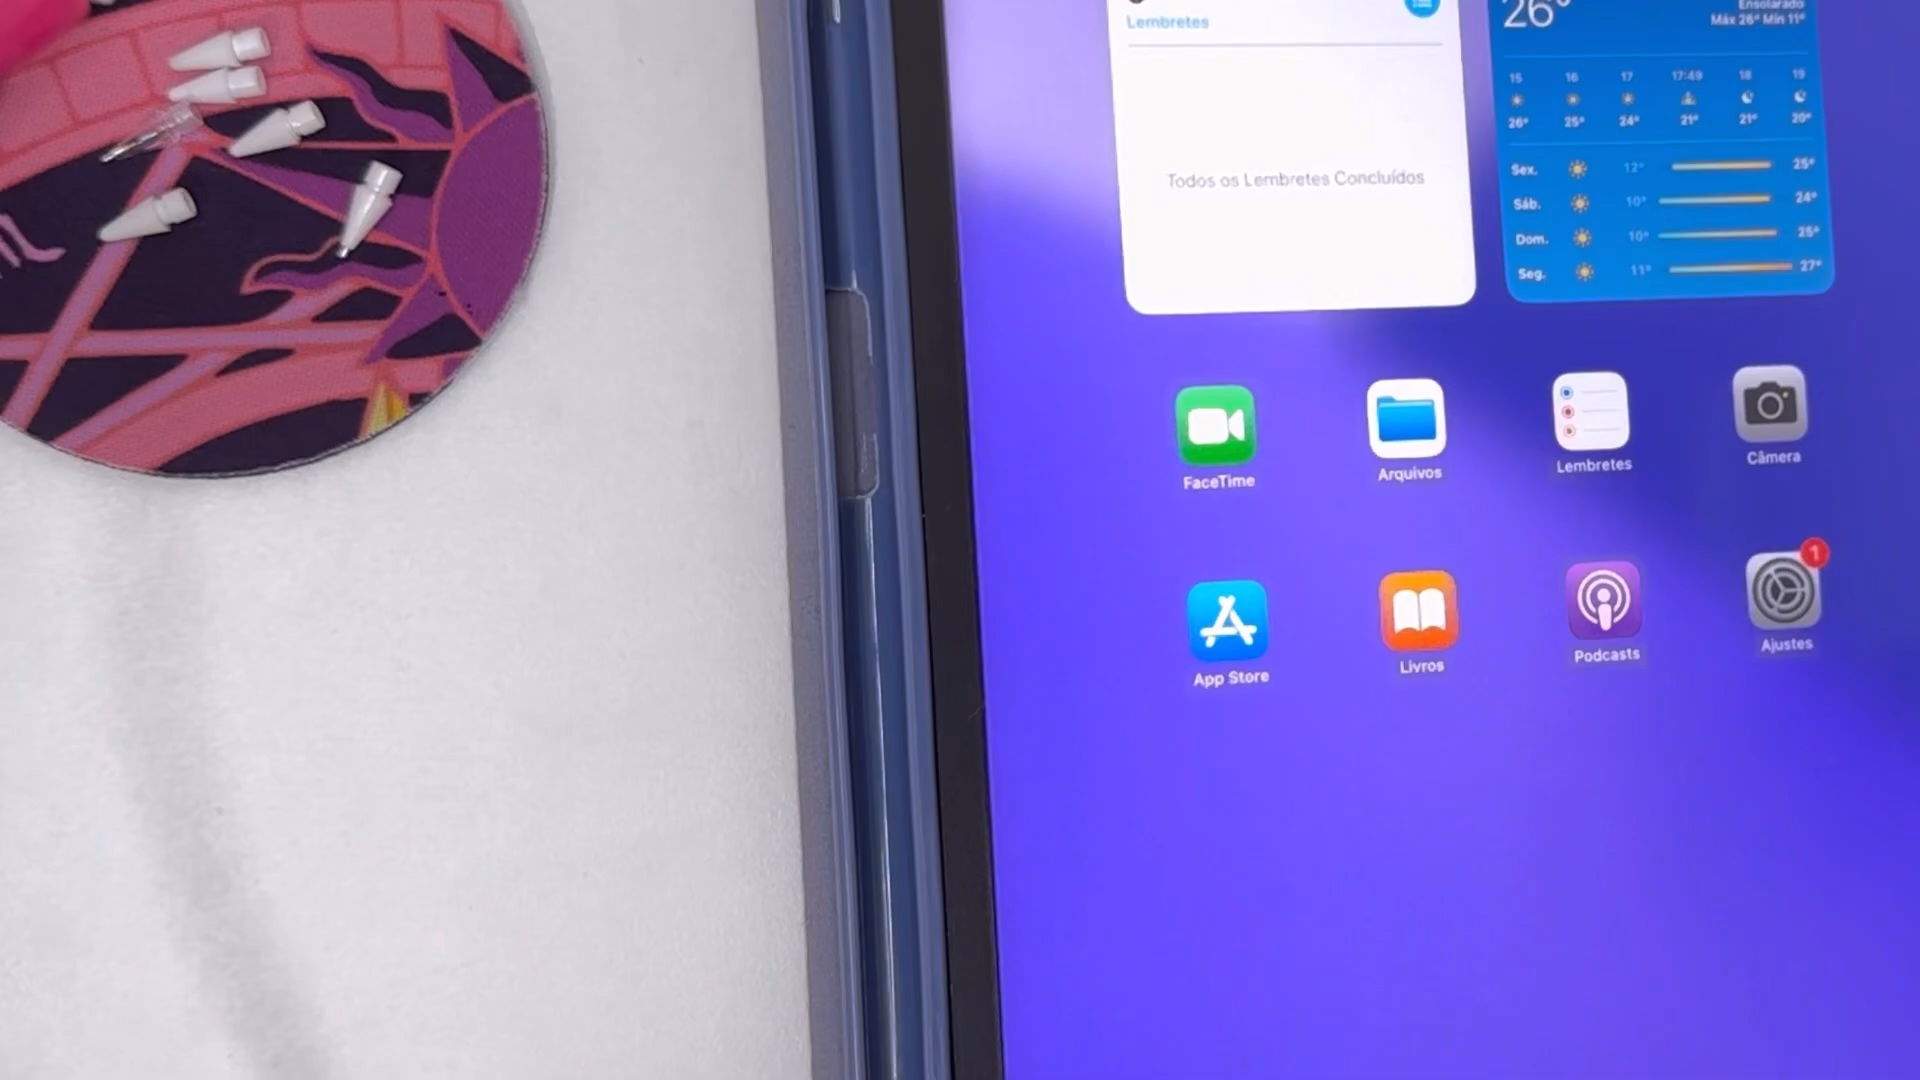 Lembretes
Todos os Lembretes Concluídos
26°
Ensolarado
Máx 26° Mín 11°
15 16 17 17:49 18 19
26° 25° 24° 21° 21° 20°
Sex. 12° 25°
Sáb. 10° 24°
Dom. 10° 25°
Seg. 11° 27°
FaceTime Arquivos Lembretes Câmera
1
App Store Livros Podcasts Ajustes